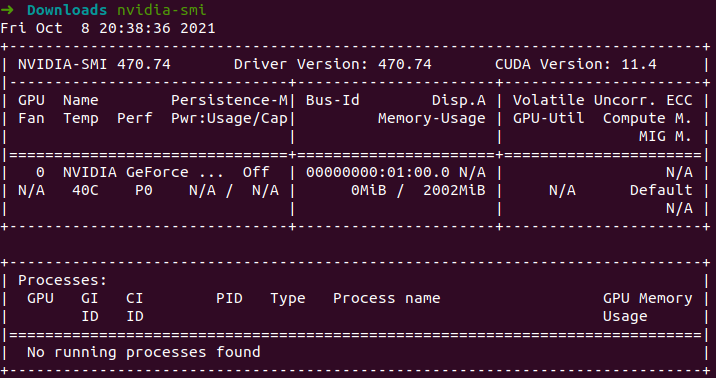 ➜  Downloads nvidia-smi
Fri Oct  8 20:38:36 2021
+-----------------------------------------------------------------------------+
| NVIDIA-SMI 470.74       Driver Version: 470.74       CUDA Version: 11.4     |
|-------------------------------+----------------------+----------------------+
| GPU  Name        Persistence-M| Bus-Id        Disp.A | Volatile Uncorr. ECC |
| Fan  Temp  Perf  Pwr:Usage/Cap|         Memory-Usage | GPU-Util  Compute M. |
|                               |                      |               MIG M. |
|===============================+======================+======================|
|   0  NVIDIA GeForce ...  Off  | 00000000:01:00.0 N/A |                  N/A |
| N/A   40C    P0    N/A /  N/A |      0MiB /  2002MiB |     N/A      Default |
|                               |                      |                  N/A |
+-------------------------------+----------------------+----------------------+

+-----------------------------------------------------------------------------+
| Processes:                                                                  |
|  GPU   GI   CI        PID   Type   Process name                  GPU Memory |
|        ID   ID                                                   Usage      |
|=============================================================================|
|  No running processes found                                                 |
+-----------------------------------------------------------------------------+